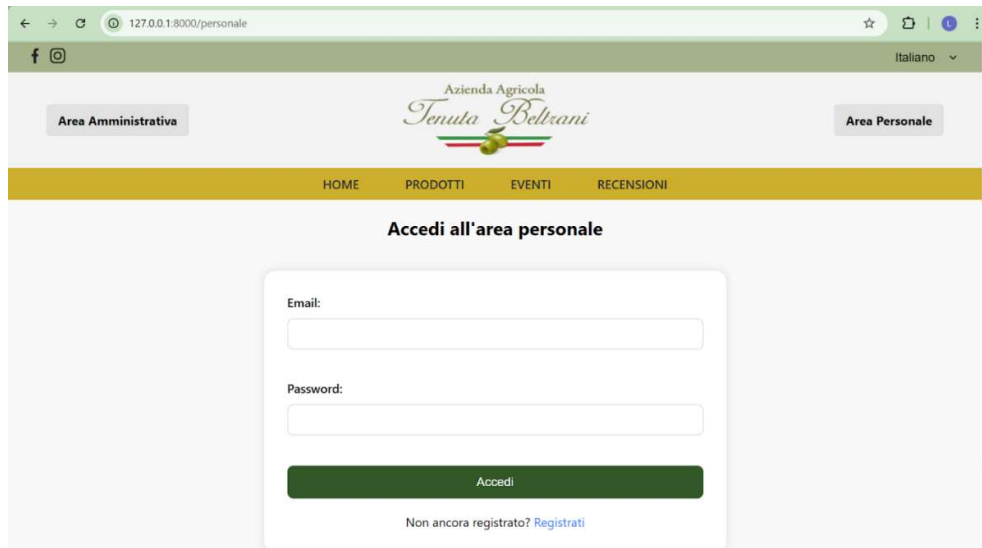 127.0.0.1:8000/personale
Italiano
Area Amministrativa
Azienda Agricola
Tenuta Beltrani
Area Personale
HOME PRODOTTI EVENTI RECENSIONI
Accedi all'area personale
Email:
Password:
Accedi
Non ancora registrato? Registrati